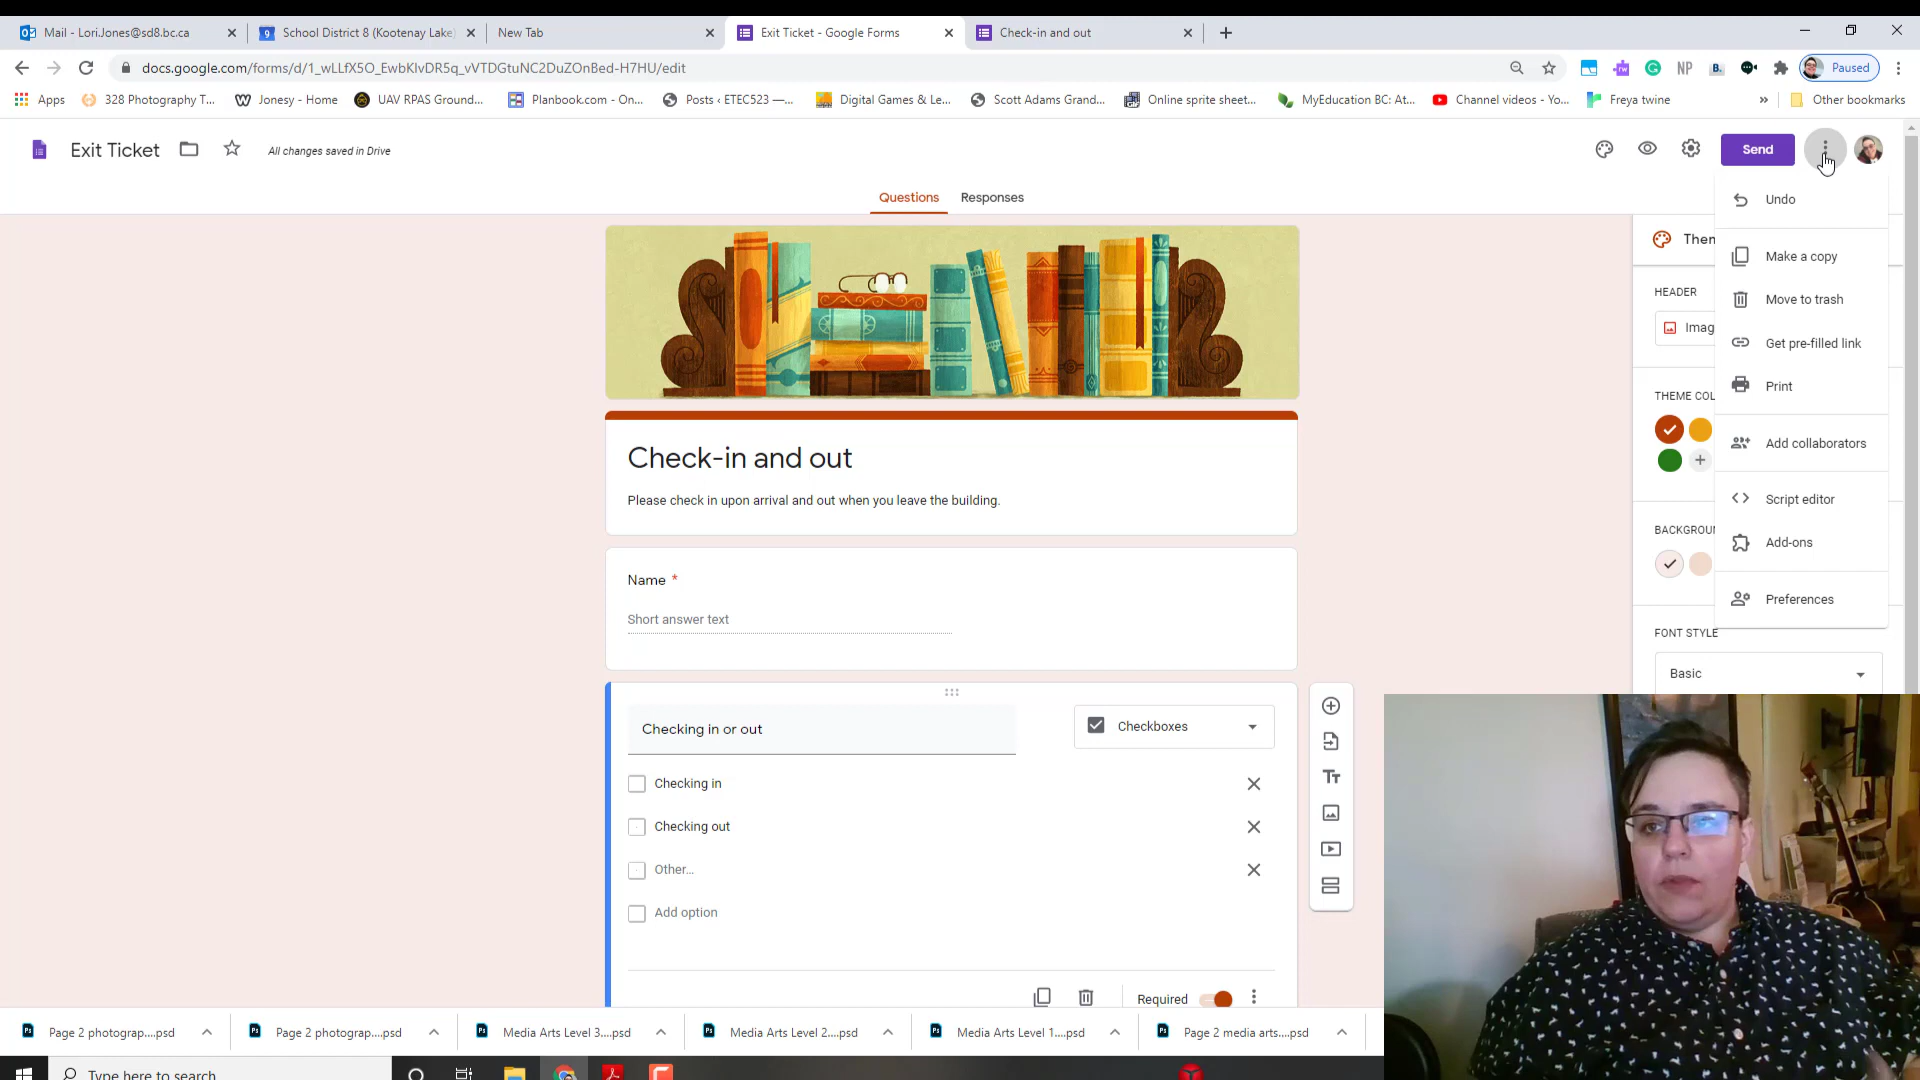 Mail - Lori.Jones@sd8.bc.ca
School District 8 (Kootenay Lake)
New Tab
Exit Ticket - Google Forms
Check-in and out
docs.google.com/forms/d/1_wLLfX5O_EwbKlvDR5q_vVTDGtuNC2DuZOnBed-H7HU/edit
Paused
Apps
328 Photography T...
Jonesy - Home
UAV RPAS Ground...
Planbook.com - On...
Posts ‹ ETEC523 —...
Digital Games & Le...
Scott Adams Grand...
Online sprite sheet...
MyEducation BC: At...
Channel videos - Yo...
Freya twine
Other bookmarks
Exit Ticket
All changes saved in Drive
Send
Questions
Responses
Undo
Make a copy
Move to trash
Get pre-filled link
Print
Add collaborators
Script editor
Add-ons
Preferences
Them
HEADER
Imag
THEME COL
BACKGROUN
FONT STYLE
Basic
Check-in and out
Please check in upon arrival and out when you leave the building.
Name *
Short answer text
Checking in or out
Checkboxes
Checking in
Checking out
Other...
Add option
Required
Page 2 photograp....psd
Page 2 photograp....psd
Media Arts Level 3....psd
Media Arts Level 2....psd
Media Arts Level 1....psd
Page 2 media arts....psd
Type here to search